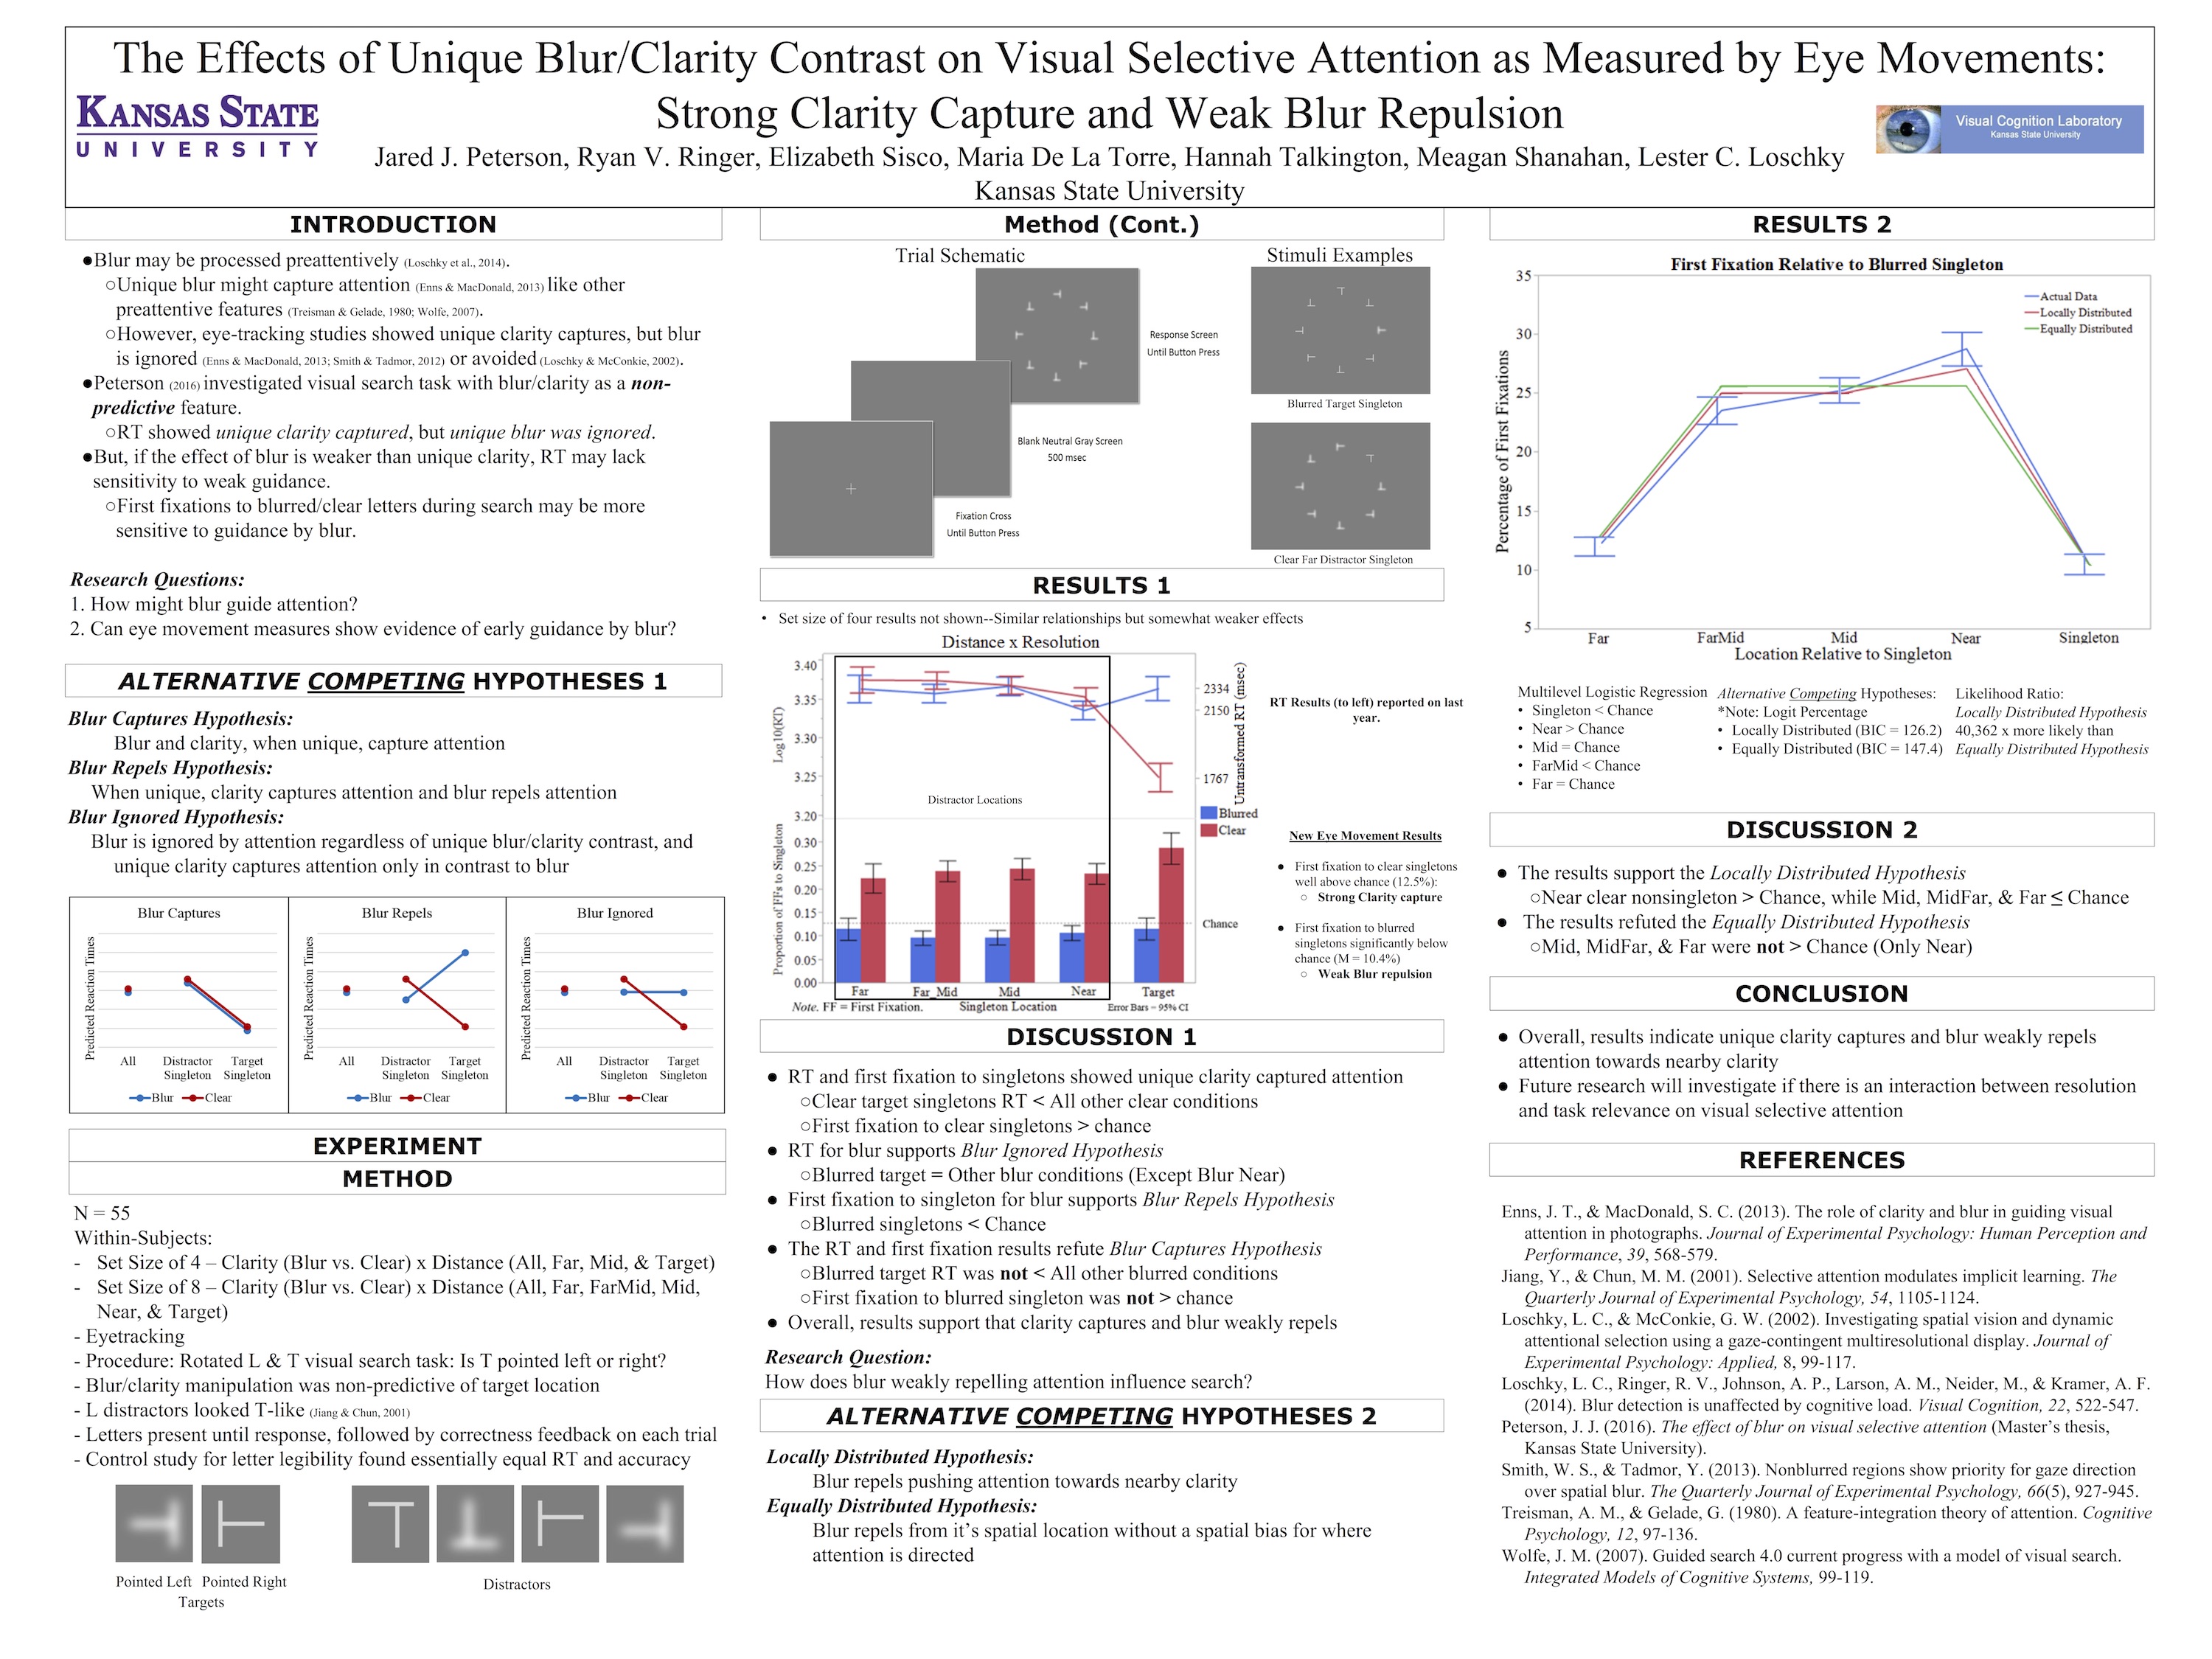 The Effects of Unique Blur/Clarity Contrast on Visual Selective Attention as Measured by Eye Movements:
Strong Clarity Capture and Weak Blur Repulsion
KANSAS STATE
UNIVERSITY
Visual Cognition Laboratory
Kansas State University
Jared J. Peterson, Ryan V. Ringer, Elizabeth Sisco, Maria De La Torre, Hannah Talkington, Meagan Shanahan, Lester C. Loschky
Kansas State University
INTRODUCTION
●Blur may be processed preattentively (Loschky et al., 2014).
○Unique blur might capture attention (Enns & MacDonald, 2013) like other
preattentive features (Treisman & Gelade, 1980; Wolfe, 2007).
○However, eye-tracking studies showed unique clarity captures, but blur
is ignored (Enns & MacDonald, 2013; Smith & Tadmor, 2012) or avoided (Loschky & McConkie, 2002).
●Peterson (2016) investigated visual search task with blur/clarity as a non-
predictive feature.
○RT showed unique clarity captured, but unique blur was ignored.
●But, if the effect of blur is weaker than unique clarity, RT may lack
sensitivity to weak guidance.
○First fixations to blurred/clear letters during search may be more
sensitive to guidance by blur.
Research Questions:
1. How might blur guide attention?
2. Can eye movement measures show evidence of early guidance by blur?
ALTERNATIVE COMPETING HYPOTHESES 1
Blur Captures Hypothesis:
Blur and clarity, when unique, capture attention
Blur Repels Hypothesis:
When unique, clarity captures attention and blur repels attention
Blur Ignored Hypothesis:
Blur is ignored by attention regardless of unique blur/clarity contrast, and
unique clarity captures attention only in contrast to blur
Blur Captures
Predicted Reaction Times
All Distractor Target
Singleton Singleton
Blur Clear
Blur Repels
Predicted Reaction Times
All Distractor Target
Singleton Singleton
Blur Clear
Blur Ignored
Predicted Reaction Times
All Distractor Target
Singleton Singleton
Blur Clear
EXPERIMENT
METHOD
N = 55
Within-Subjects:
- Set Size of 4 – Clarity (Blur vs. Clear) x Distance (All, Far, Mid, & Target)
- Set Size of 8 – Clarity (Blur vs. Clear) x Distance (All, Far, FarMid, Mid,
Near, & Target)
- Eyetracking
- Procedure: Rotated L & T visual search task: Is T pointed left or right?
- Blur/clarity manipulation was non-predictive of target location
- L distractors looked T-like (Jiang & Chun, 2001)
- Letters present until response, followed by correctness feedback on each trial
- Control study for letter legibility found essentially equal RT and accuracy
Pointed Left Pointed Right
Targets
Distractors
Method (Cont.)
Trial Schematic
Response Screen
Until Button Press
Blank Neutral Gray Screen
500 msec
Fixation Cross
Until Button Press
Stimuli Examples
Blurred Target Singleton
Clear Far Distractor Singleton
RESULTS 1
• Set size of four results not shown--Similar relationships but somewhat weaker effects
Distance x Resolution
Log10(RT)
3.40
3.35
3.30
3.25
3.20
Untransformed RT (msec)
2334
2150
1767
Distractor Locations
Blurred
Clear
Proportion of FFs to Singleton
0.30
0.25
0.20
0.15
0.10
0.05
0.00
Chance
Far Far_Mid Mid Near Target
Note. FF = First Fixation. Singleton Location Error Bars = 95% CI
RT Results (to left) reported on last
year.
New Eye Movement Results
● First fixation to clear singletons
well above chance (12.5%):
○ Strong Clarity capture
● First fixation to blurred
singletons significantly below
chance (M = 10.4%)
○ Weak Blur repulsion
DISCUSSION 1
● RT and first fixation to singletons showed unique clarity captured attention
○Clear target singletons RT < All other clear conditions
○First fixation to clear singletons > chance
● RT for blur supports Blur Ignored Hypothesis
○Blurred target = Other blur conditions (Except Blur Near)
● First fixation to singleton for blur supports Blur Repels Hypothesis
○Blurred singletons < Chance
● The RT and first fixation results refute Blur Captures Hypothesis
○Blurred target RT was not < All other blurred conditions
○First fixation to blurred singleton was not > chance
● Overall, results support that clarity captures and blur weakly repels
Research Question:
How does blur weakly repelling attention influence search?
ALTERNATIVE COMPETING HYPOTHESES 2
Locally Distributed Hypothesis:
Blur repels pushing attention towards nearby clarity
Equally Distributed Hypothesis:
Blur repels from it's spatial location without a spatial bias for where
attention is directed
RESULTS 2
First Fixation Relative to Blurred Singleton
Percentage of First Fixations
35
30
25
20
15
10
5
Actual Data
Locally Distributed
Equally Distributed
Far FarMid Mid Near Singleton
Location Relative to Singleton
Multilevel Logistic Regression
• Singleton < Chance
• Near > Chance
• Mid = Chance
• FarMid < Chance
• Far = Chance
Alternative Competing Hypotheses:
*Note: Logit Percentage
• Locally Distributed (BIC = 126.2)
• Equally Distributed (BIC = 147.4)
Likelihood Ratio:
Locally Distributed Hypothesis
40,362 x more likely than
Equally Distributed Hypothesis
DISCUSSION 2
● The results support the Locally Distributed Hypothesis
○Near clear nonsingleton > Chance, while Mid, MidFar, & Far ≤ Chance
● The results refuted the Equally Distributed Hypothesis
○Mid, MidFar, & Far were not > Chance (Only Near)
CONCLUSION
● Overall, results indicate unique clarity captures and blur weakly repels
attention towards nearby clarity
● Future research will investigate if there is an interaction between resolution
and task relevance on visual selective attention
REFERENCES
Enns, J. T., & MacDonald, S. C. (2013). The role of clarity and blur in guiding visual
attention in photographs. Journal of Experimental Psychology: Human Perception and
Performance, 39, 568-579.
Jiang, Y., & Chun, M. M. (2001). Selective attention modulates implicit learning. The
Quarterly Journal of Experimental Psychology, 54, 1105-1124.
Loschky, L. C., & McConkie, G. W. (2002). Investigating spatial vision and dynamic
attentional selection using a gaze-contingent multiresolutional display. Journal of
Experimental Psychology: Applied, 8, 99-117.
Loschky, L. C., Ringer, R. V., Johnson, A. P., Larson, A. M., Neider, M., & Kramer, A. F.
(2014). Blur detection is unaffected by cognitive load. Visual Cognition, 22, 522-547.
Peterson, J. J. (2016). The effect of blur on visual selective attention (Master's thesis,
Kansas State University).
Smith, W. S., & Tadmor, Y. (2013). Nonblurred regions show priority for gaze direction
over spatial blur. The Quarterly Journal of Experimental Psychology, 66(5), 927-945.
Treisman, A. M., & Gelade, G. (1980). A feature-integration theory of attention. Cognitive
Psychology, 12, 97-136.
Wolfe, J. M. (2007). Guided search 4.0 current progress with a model of visual search.
Integrated Models of Cognitive Systems, 99-119.